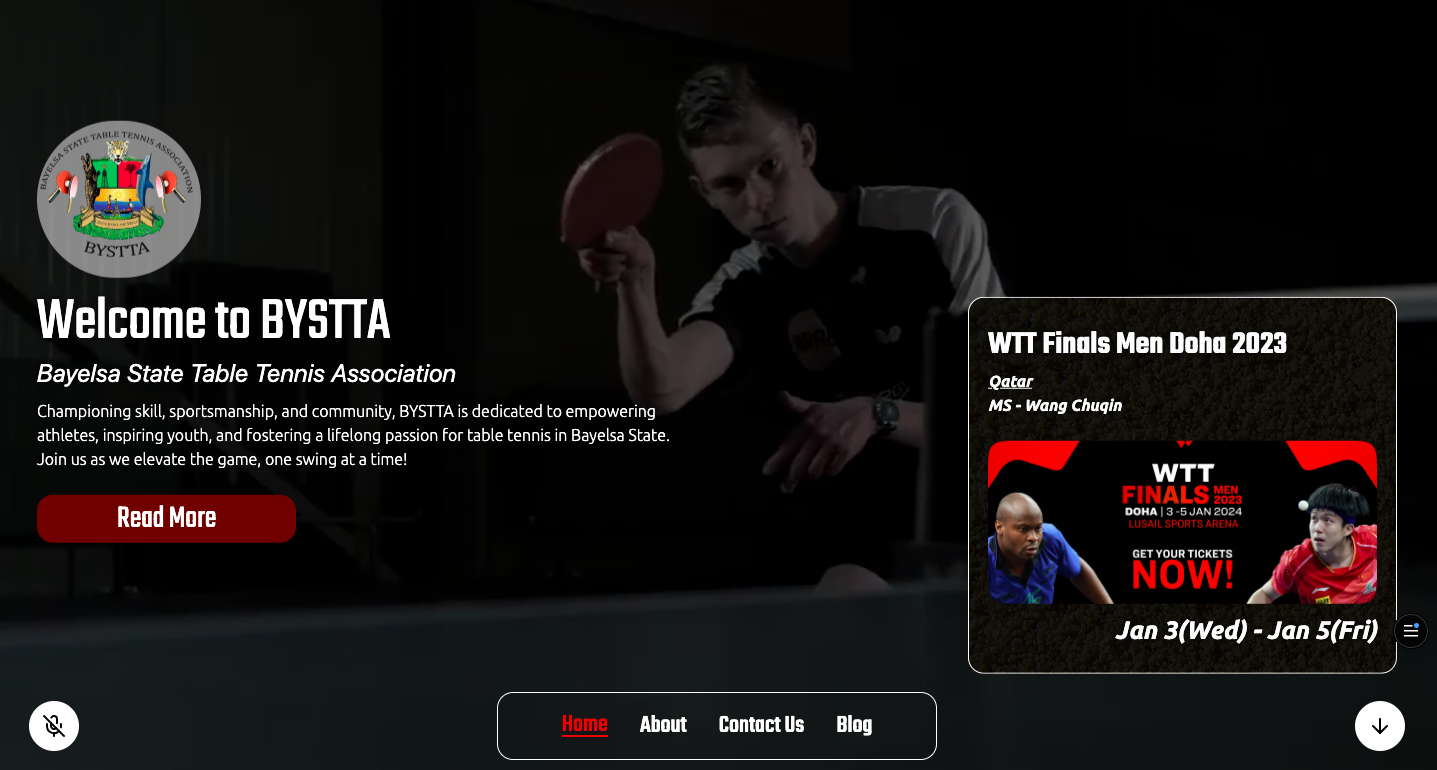 BAYELSA STATE TABLE TENNIS ASSOCIATION
BYSTTA
Welcome to BYSTTA
Bayelsa State Table Tennis Association
Championing skill, sportsmanship, and community, BYSTTA is dedicated to empowering
athletes, inspiring youth, and fostering a lifelong passion for table tennis in Bayelsa State.
Join us as we elevate the game, one swing at a time!
Read More
WTT Finals Men Doha 2023
Qatar
MS - Wang Chuqin
WTT
FINALS MEN 2023
DOHA | 3-5 JAN 2024
LUSAIL SPORTS ARENA
GET YOUR TICKETS
NOW!
Jan 3(Wed) - Jan 5(Fri)
Home About Contact Us Blog